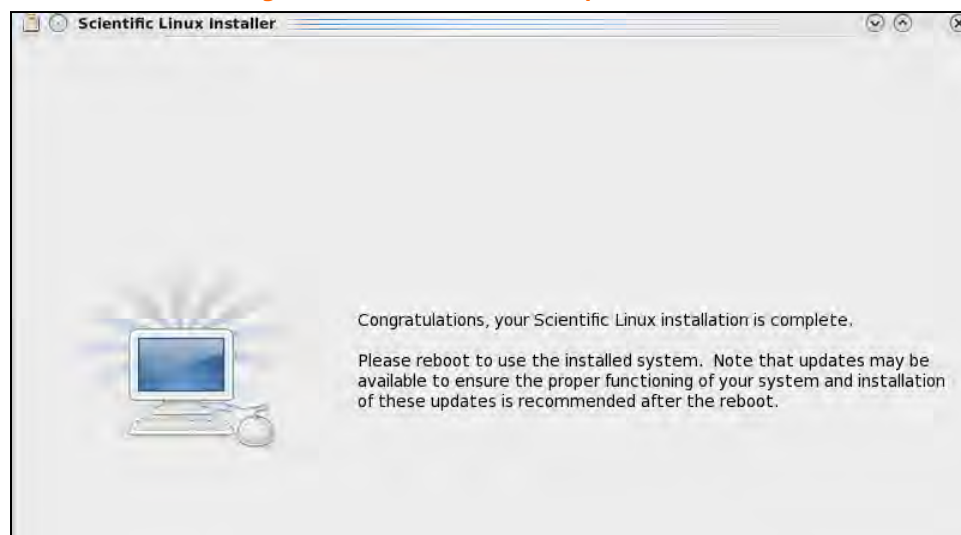 Scientific Linux Installer
Congratulations, your Scientific Linux installation is complete.
Please reboot to use the installed system. Note that updates may be
available to ensure the proper functioning of your system and installation
of these updates is recommended after the reboot.